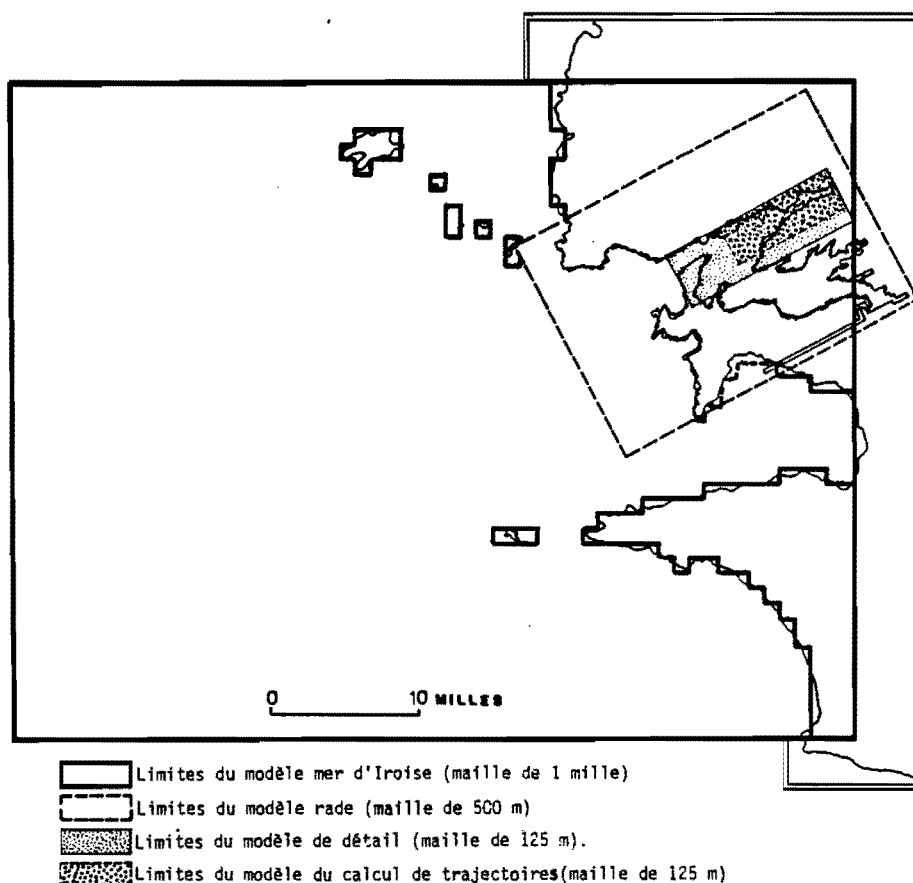 0 10 MILLES
Limites du modèle mer d'Iroise (maille de 1 mille)
Limites du modèle rade (maille de 500 m)
Limites du modèle de détail (maille de 125 m).
Limites du modèle du calcul de trajectoires(maille de 125 m)